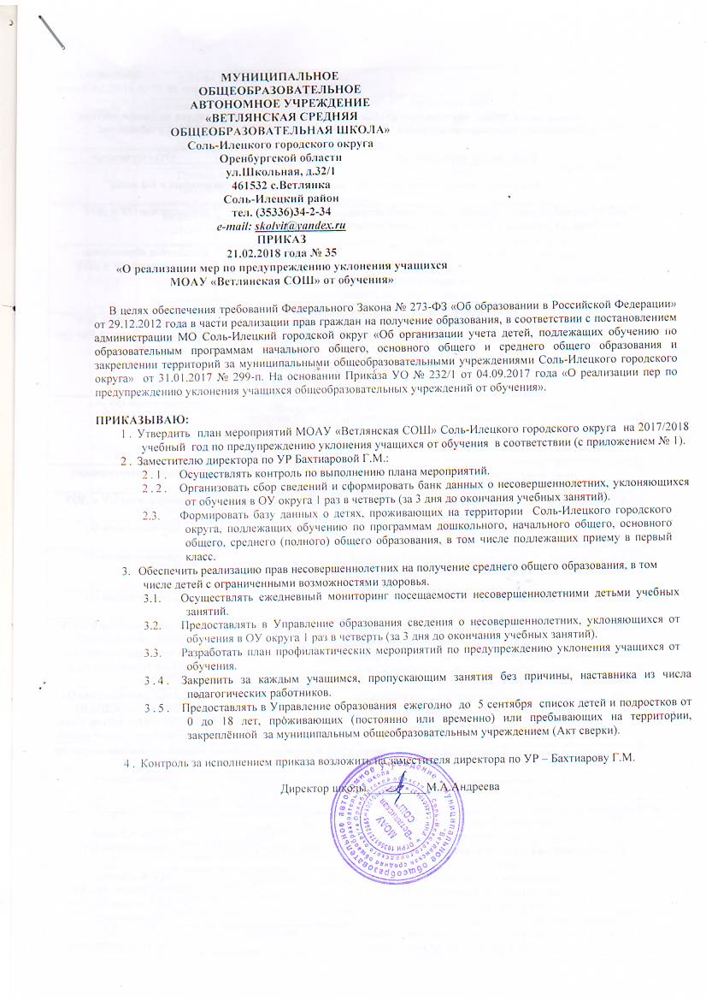 МУНИЦИПАЛЬНОЕ
ОБЩЕОБРАЗОВАТЕЛЬНОЕ
АВТОНОМНОЕ УЧРЕЖДЕНИЕ
«ВЕТЛЯНСКАЯ СРЕДНЯЯ
ОБЩЕОБРАЗОВАТЕЛЬНАЯ ШКОЛА»
Соль-Илецкого городского округа
Оренбургской области
ул.Школьная, д.32/1
461532 с.Ветлянка
Соль-Илецкий район
тел. (35336)34-2-34
e-mail: skolvit@yandex.ru
ПРИКАЗ
21.02.2018 года № 35
«О реализации мер по предупреждению уклонения учащихся
МОАУ «Ветлянская СОШ» от обучения»
В целях обеспечения требований Федерального Закона № 273-ФЗ «Об образовании в Российской Федерации»
от 29.12.2012 года в части реализации прав граждан на получение образования, в соответствии с постановлением
администрации МО Соль-Илецкий городской округ «Об организации учета детей, подлежащих обучению по
образовательным программам начального общего, основного общего и среднего общего образования и
закреплении территорий за муниципальными общеобразовательными учреждениями Соль-Илецкого городского
округа» от 31.01.2017 № 299-п. На основании Приказа УО № 232/1 от 04.09.2017 года «О реализации пер по
предупреждению уклонения учащихся общеобразовательных учреждений от обучения».
ПРИКАЗЫВАЮ:
1. Утвердить план мероприятий МОАУ «Ветлянская СОШ» Соль-Илецкого городского округа на 2017/2018
учебный год по предупреждению уклонения учащихся от обучения в соответствии (с приложением № 1).
2. Заместителю директора по УР Бахтиаровой Г.М.:
2.1. Осуществлять контроль по выполнению плана мероприятий.
2.2. Организовать сбор сведений и сформировать банк данных о несовершеннолетних, уклоняющихся
от обучения в ОУ округа 1 раз в четверть (за 3 дня до окончания учебных занятий).
2.3. Формировать базу данных о детях, проживающих на территории Соль-Илецкого городского
округа, подлежащих обучению по программам дошкольного, начального общего, основного
общего, среднего (полного) общего образования, в том числе подлежащих приему в первый
класс.
3. Обеспечить реализацию прав несовершеннолетних на получение среднего общего образования, в том
числе детей с ограниченными возможностями здоровья.
3.1. Осуществлять ежедневный мониторинг посещаемости несовершеннолетними детьми учебных
занятий.
3.2. Предоставлять в Управление образования сведения о несовершеннолетних, уклоняющихся от
обучения в ОУ округа 1 раз в четверть (за 3 дня до окончания учебных занятий).
3.3. Разработать план профилактических мероприятий по предупреждению уклонения учащихся от
обучения.
3.4. Закрепить за каждым учащимся, пропускающим занятия без причины, наставника из числа
педагогических работников.
3.5. Предоставлять в Управление образования ежегодно до 5 сентября список детей и подростков от
0 до 18 лет, проживающих (постоянно или временно) или пребывающих на территории,
закреплённой за муниципальным общеобразовательным учреждением (Акт сверки).
4. Контроль за исполнением приказа возложить на заместителя директора по УР – Бахтиарову Г.М.
Директор школы М.А.Андреева
МОАУ
"Ветлянская
СОШ"